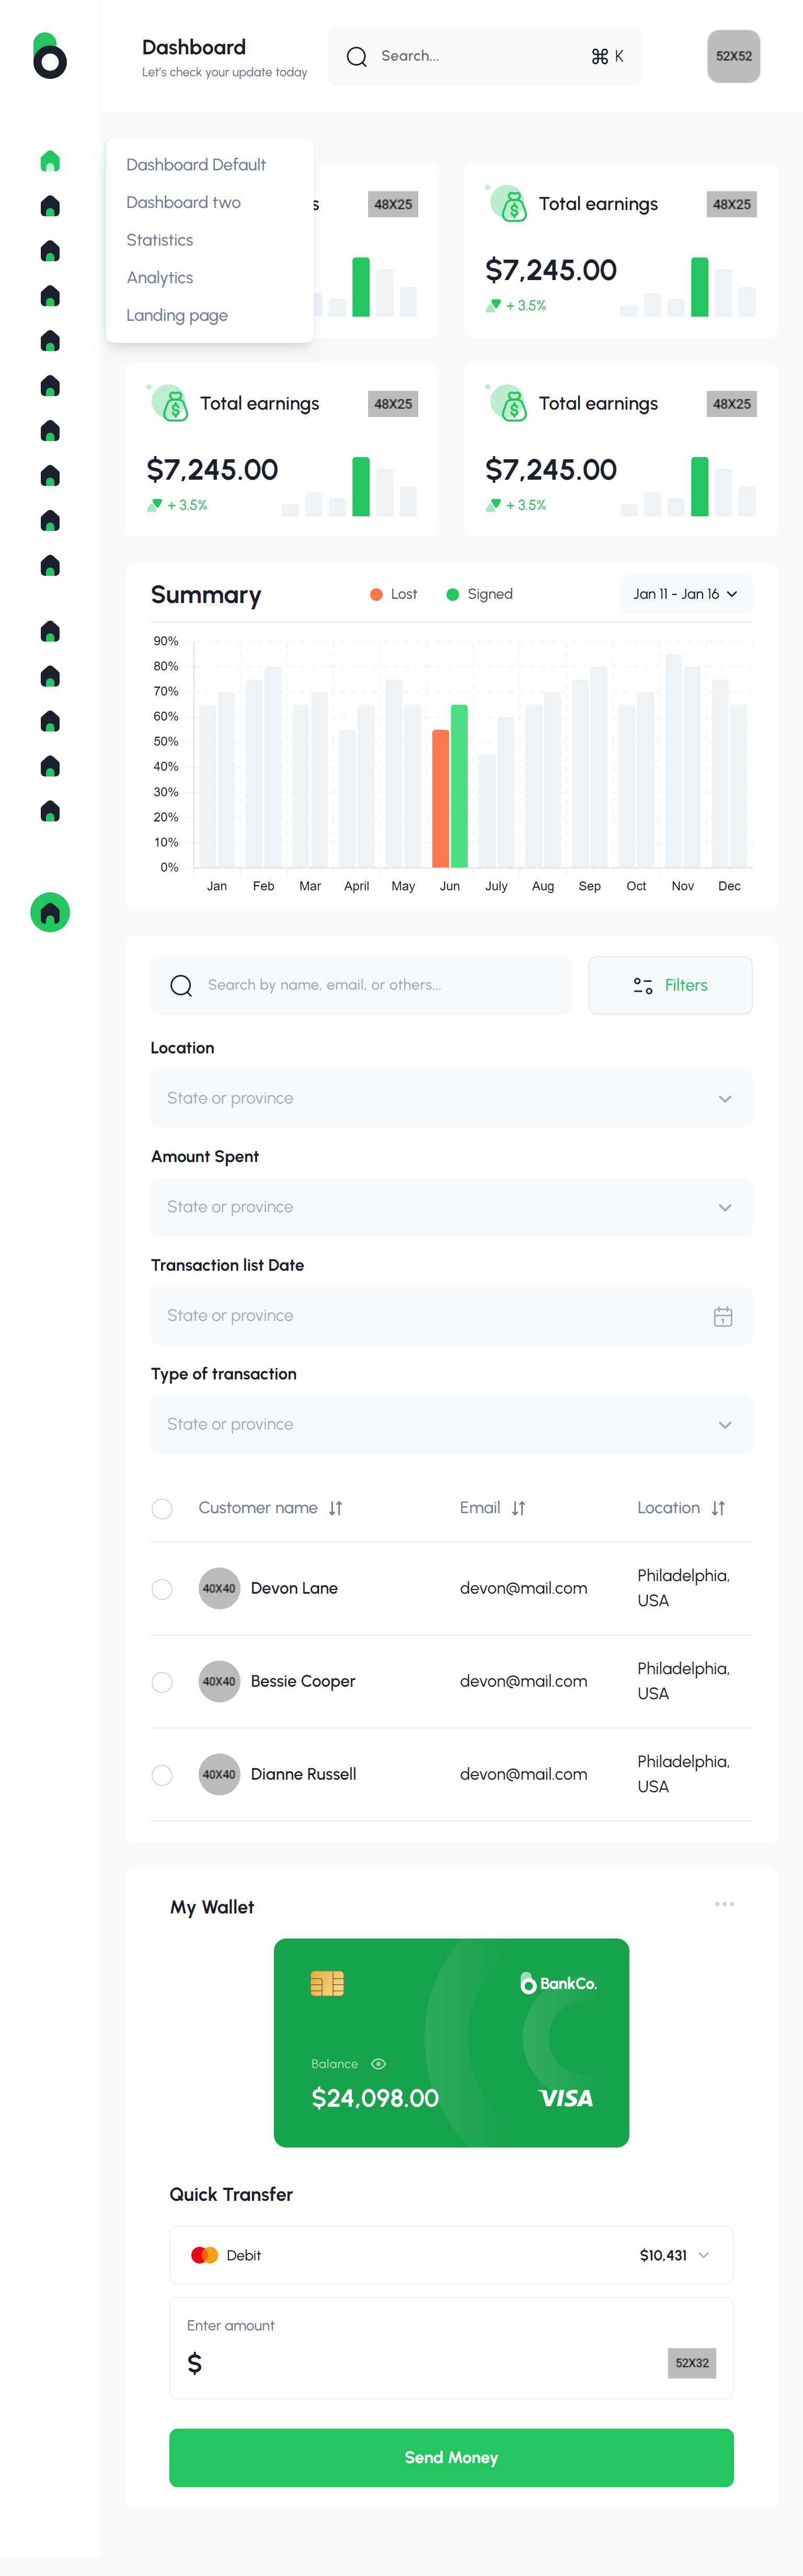 Dashboard
Let's check your update today
Search...
⌘ K
52X52
Dashboard Default
Dashboard two
Statistics
Analytics
Landing page
48X25
Total earnings
48X25
$7,245.00
+ 3.5%
Total earnings
48X25
$7,245.00
+ 3.5%
Total earnings
48X25
$7,245.00
+ 3.5%
Summary
Lost
Signed
Jan 11 - Jan 16
90%
80%
70%
60%
50%
40%
30%
20%
10%
0%
Jan Feb Mar April May Jun July Aug Sep Oct Nov Dec
Search by name, email, or others...
Filters
Location
State or province
Amount Spent
State or province
Transaction list Date
State or province
Type of transaction
State or province
Customer name Email Location
40X40 Devon Lane devon@mail.com Philadelphia,
USA
40X40 Bessie Cooper devon@mail.com Philadelphia,
USA
40X40 Dianne Russell devon@mail.com Philadelphia,
USA
My Wallet
BankCo.
Balance
$24,098.00
VISA
Quick Transfer
Debit
$10,431
Enter amount
$
52X32
Send Money